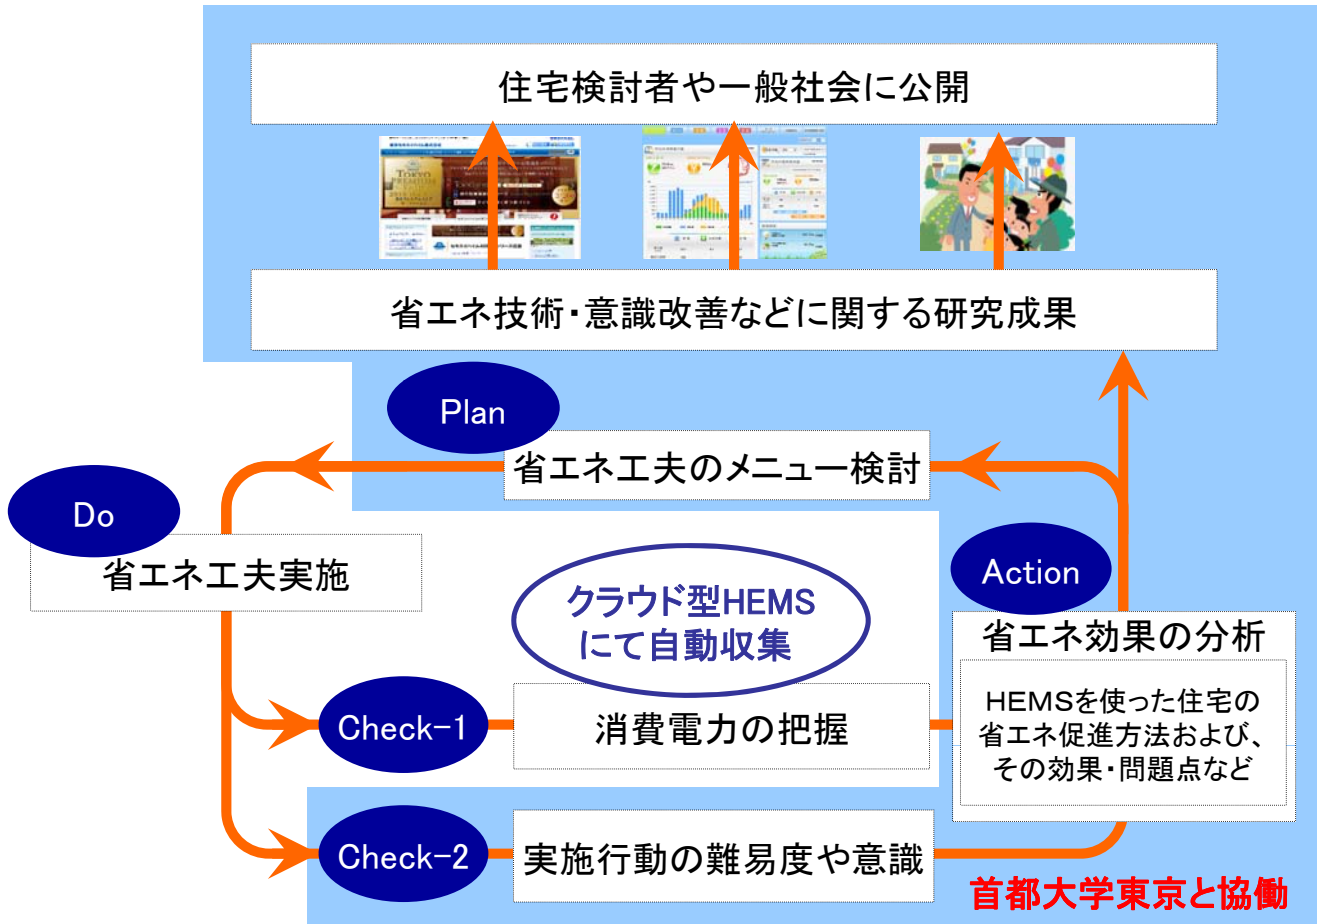 住宅検討者や一般社会に公開
TOKYO
PREMIUM
省エネ技術・意識改善などに関する研究成果
Plan
省エネ工夫のメニュー検討
Do
省エネ工夫実施
クラウド型HEMS
にて自動収集
Action
省エネ効果の分析
HEMSを使った住宅の
省エネ促進方法および、
その効果・問題点など
Check-1
消費電力の把握
Check-2
実施行動の難易度や意識
首都大学東京と協働